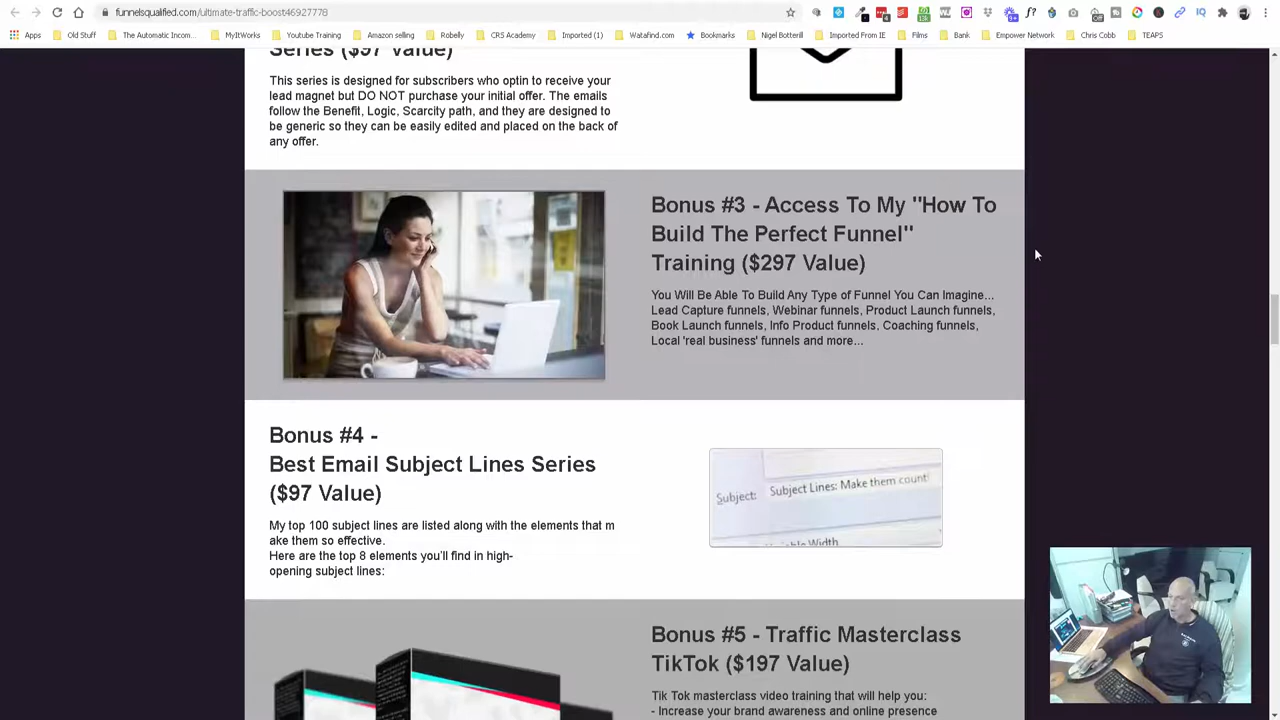 funnelsqualified.com/ultimate-traffic-boost46927778
Apps
Old Stuff
The Automatic Incom...
MyItWorks
Youtube Training
Amazon selling
Robelly
CRS Academy
Imported (1)
Watafind.com
Bookmarks
Nigel Botterill
Imported From IE
Films
Bank
Empower Network
Chris Cobb
TEAPS
Series ($97 Value)
This series is designed for subscribers who optin to receive your
lead magnet but DO NOT purchase your initial offer. The emails
follow the Benefit, Logic, Scarcity path, and they are designed to
be generic so they can be easily edited and placed on the back of
any offer.
Bonus #3 - Access To My "How To
Build The Perfect Funnel"
Training ($297 Value)
You Will Be Able To Build Any Type of Funnel You Can Imagine...
Lead Capture funnels, Webinar funnels, Product Launch funnels,
Book Launch funnels, Info Product funnels, Coaching funnels,
Local 'real business' funnels and more...
Bonus #4 -
Best Email Subject Lines Series
($97 Value)
My top 100 subject lines are listed along with the elements that m
ake them so effective.
Here are the top 8 elements you'll find in high-
opening subject lines:
Subject:
Subject Lines: Make them count!
Width
Bonus #5 - Traffic Masterclass
TikTok ($197 Value)
Tik Tok masterclass video training that will help you:
- Increase your brand awareness and online presence